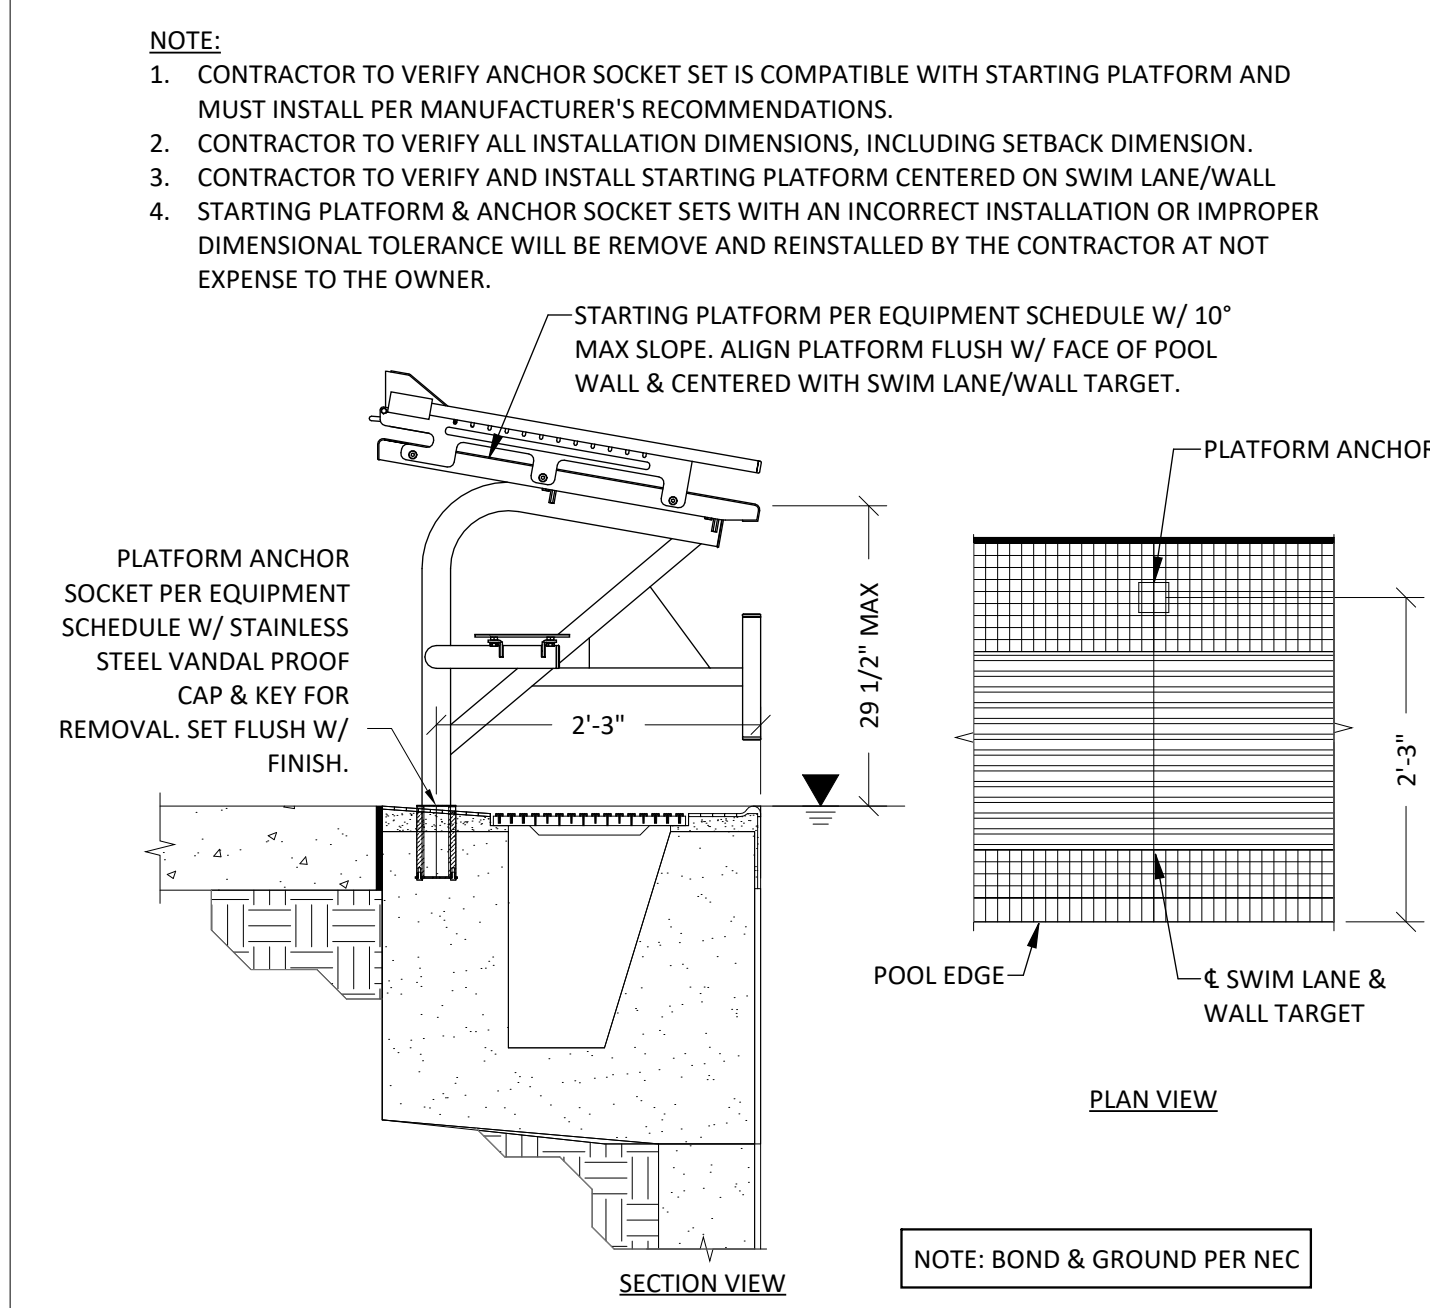 NOTE:
1. CONTRACTOR TO VERIFY ANCHOR SOCKET SET IS COMPATIBLE WITH STARTING PLATFORM AND
MUST INSTALL PER MANUFACTURER'S RECOMMENDATIONS.
2. CONTRACTOR TO VERIFY ALL INSTALLATION DIMENSIONS, INCLUDING SETBACK DIMENSION.
3. CONTRACTOR TO VERIFY AND INSTALL STARTING PLATFORM CENTERED ON SWIM LANE/WALL
4. STARTING PLATFORM & ANCHOR SOCKET SETS WITH AN INCORRECT INSTALLATION OR IMPROPER
DIMENSIONAL TOLERANCE WILL BE REMOVE AND REINSTALLED BY THE CONTRACTOR AT NOT
EXPENSE TO THE OWNER.
STARTING PLATFORM PER EQUIPMENT SCHEDULE W/ 10°
MAX SLOPE. ALIGN PLATFORM FLUSH W/ FACE OF POOL
WALL & CENTERED WITH SWIM LANE/WALL TARGET.
PLATFORM ANCHOR
PLATFORM ANCHOR
SOCKET PER EQUIPMENT
SCHEDULE W/ STAINLESS
STEEL VANDAL PROOF
CAP & KEY FOR
REMOVAL. SET FLUSH W/
FINISH.
2'-3"
29 1/2" MAX
2'-3"
POOL EDGE
℄ SWIM LANE &
WALL TARGET
PLAN VIEW
NOTE: BOND & GROUND PER NEC
SECTION VIEW